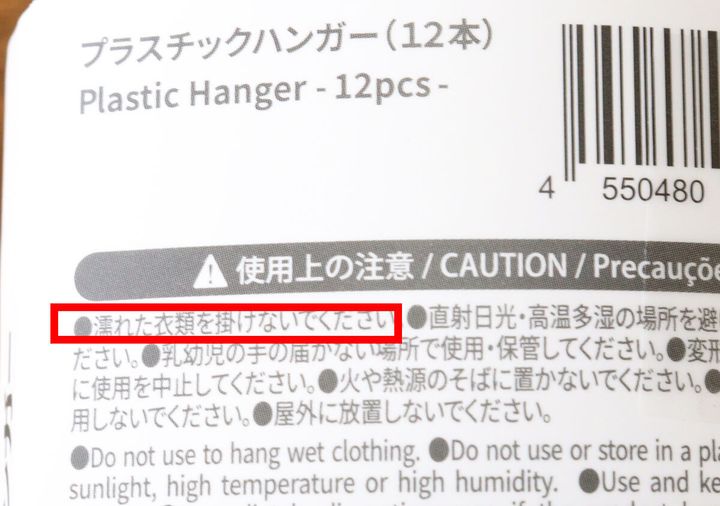 プラスチックハンガー（12本）
Plastic Hanger - 12pcs -
4 550480
使用上の注意 / CAUTION / Precauçõe
●濡れた衣類を掛けないでください ●直射日光・高温多湿の場所を避
ださい。●乳幼児の手の届かない場所で使用・保管してください。●変形
に使用を中止してください。●火や熱源のそばに置かないでください。●
用しないでください。●屋外に放置しないでください。
●Do not use to hang wet clothing. ●Do not use or store in a pla
sunlight, high temperature or high humidity. ●Use and ke